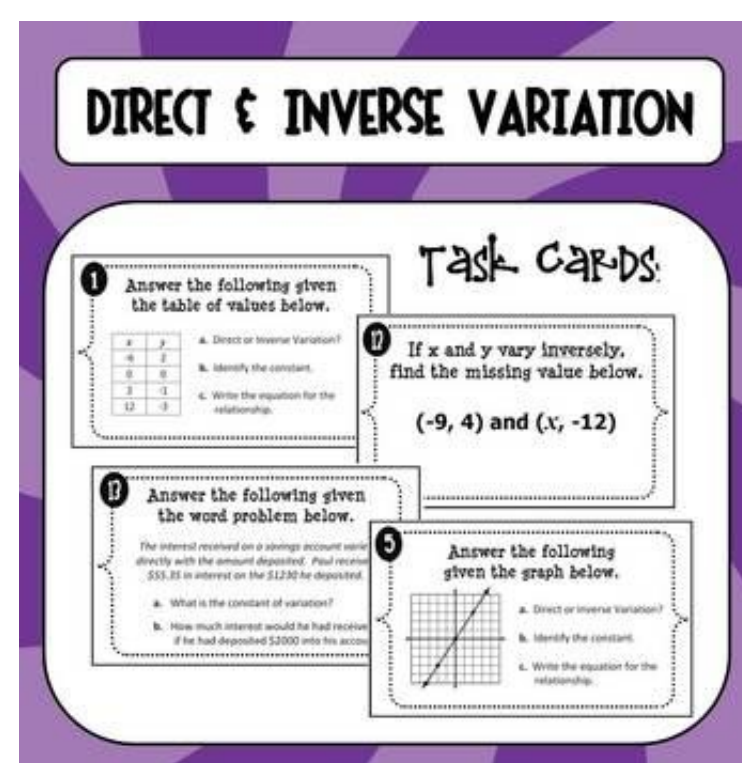 DIRECT & INVERSE VARIATION
Task Cards:
1
Answer the following given
the table of values below.
x y
-6 2
0 0
3 -1
12 -3
a. Direct or Inverse Variation?
b. Identify the constant.
c. Write the equation for the
relationship.
12
If x and y vary inversely,
find the missing value below.
(-9, 4) and (x, -12)
13
Answer the following given
the word problem below.
The interest received on a savings account
directly with the amount deposited. Paul
$55.35 in interest on the $1230 he deposited.
a. What is the constant of variation?
b. How much interest would he had
if he had deposited $2000 into his
5
Answer the following
given the graph below.
a. Direct or Inverse Variation?
b. Identify the constant.
c. Write the equation for the
relationship.